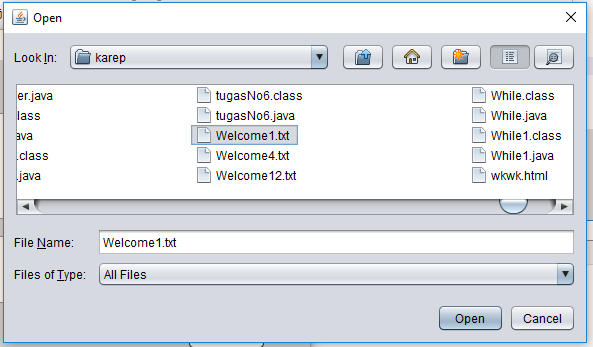 Open
Look In: karep
er.java
lass
ava
.class
.java
tugasNo6.class
tugasNo6.java
Welcome1.txt
Welcome4.txt
Welcome12.txt
While.class
While.java
While1.class
While1.java
wkwk.html
File Name: Welcome1.txt
Files of Type: All Files
Open Cancel